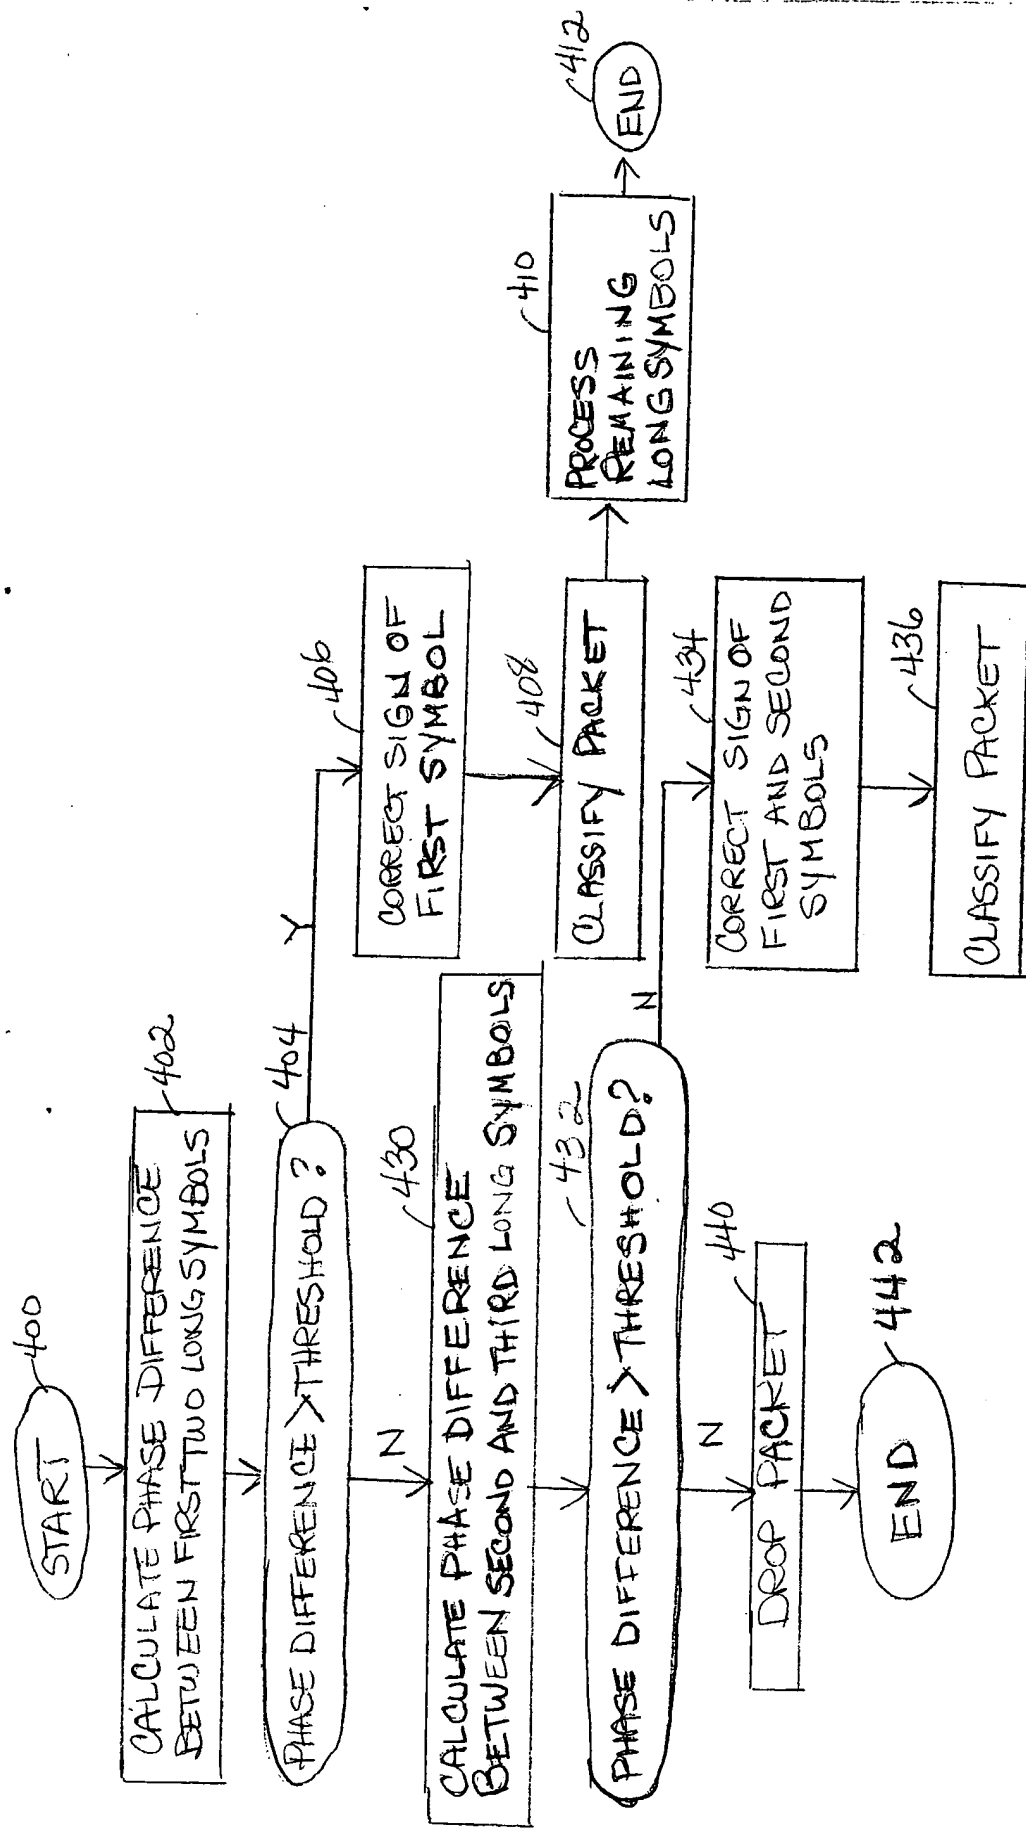 START
400
CALCULATE PHASE DIFFERENCE
BETWEEN FIRST TWO LONG SYMBOLS
402
PHASE DIFFERENCE > THRESHOLD?
404
Y
N
CORRECT SIGN OF
FIRST SYMBOL
406
CLASSIFY PACKET
408
PROCESS
REMAINING
LONG SYMBOLS
410
END
412
CALCULATE PHASE DIFFERENCE
BETWEEN SECOND AND THIRD LONG SYMBOLS
430
PHASE DIFFERENCE > THRESHOLD?
432
N
N
CORRECT SIGN OF
FIRST AND SECOND
SYMBOLS
434
CLASSIFY PACKET
436
DROP PACKET
440
END
442